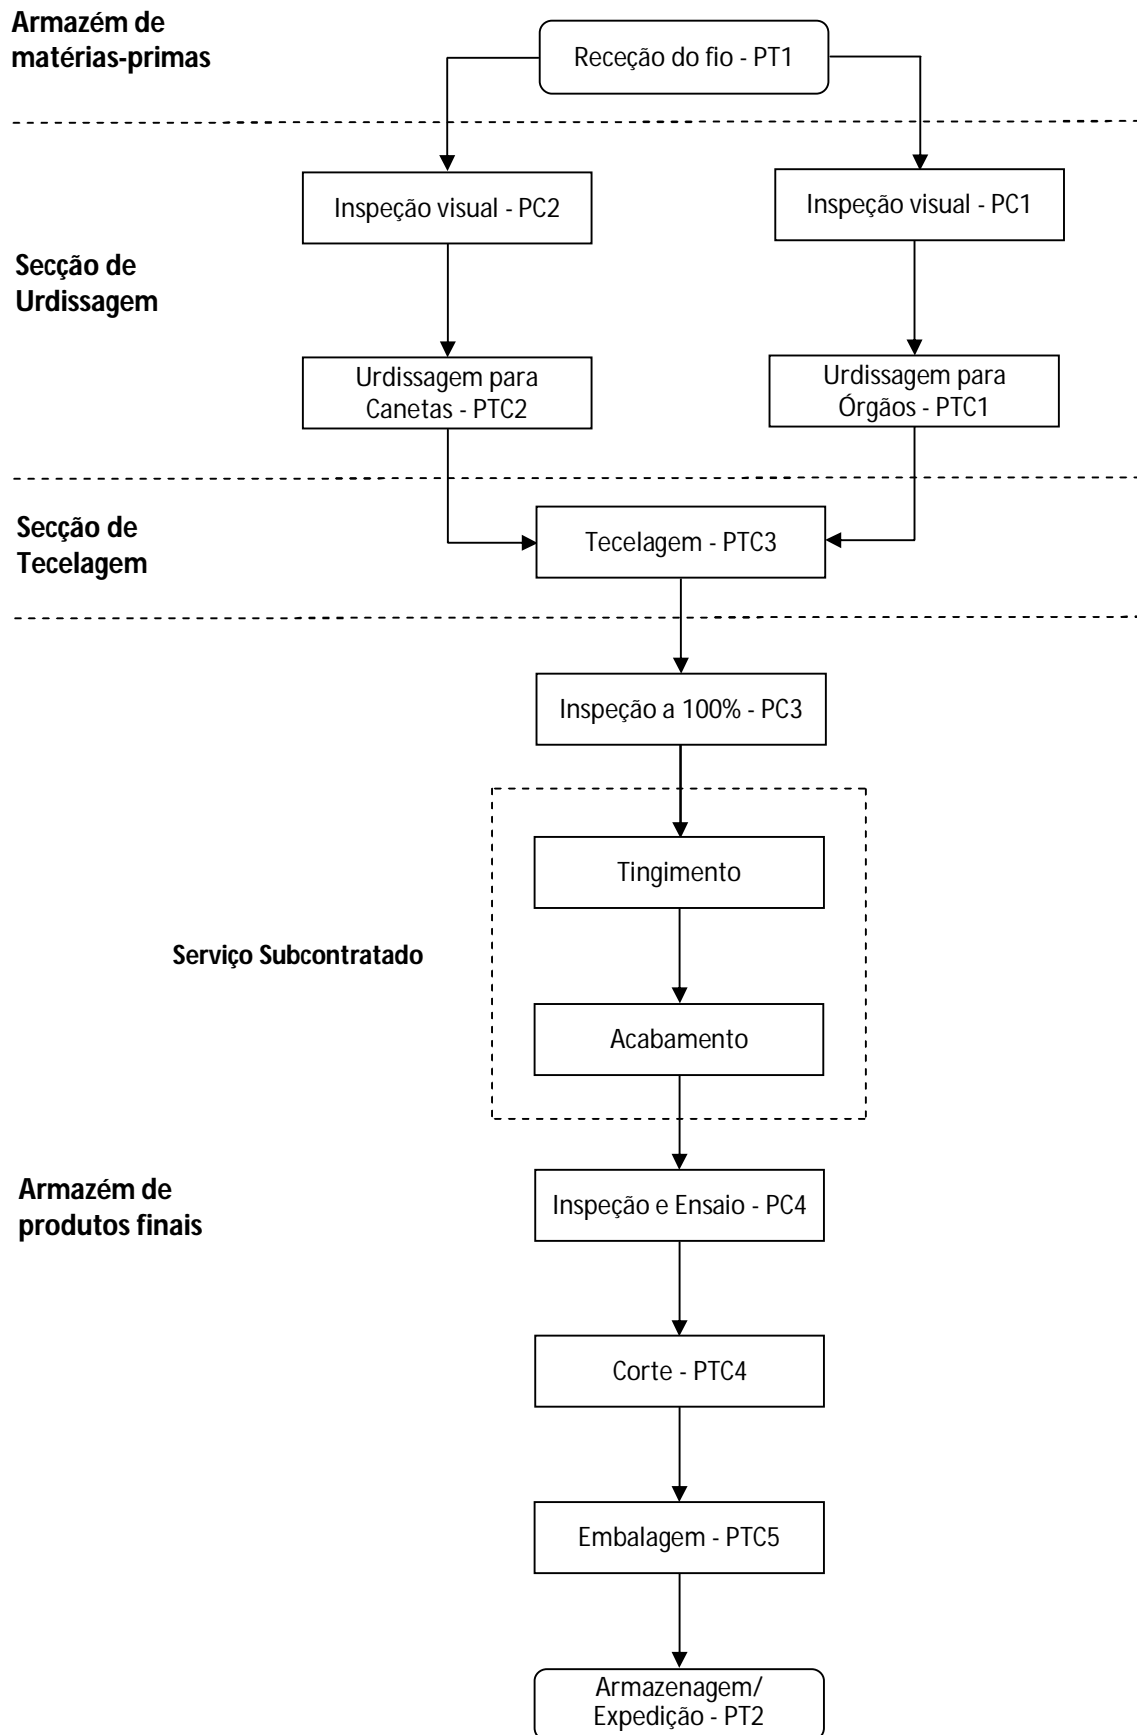 Armazém de
matérias-primas
Receção do fio - PT1
Inspeção visual - PC2
Inspeção visual - PC1
Secção de
Urdissagem
Urdissagem para
Canetas - PTC2
Urdissagem para
Órgãos - PTC1
Secção de
Tecelagem
Tecelagem - PTC3
Inspeção a 100% - PC3
Tingimento
Serviço Subcontratado
Acabamento
Armazém de
produtos finais
Inspeção e Ensaio - PC4
Corte - PTC4
Embalagem - PTC5
Armazenagem/
Expedição - PT2